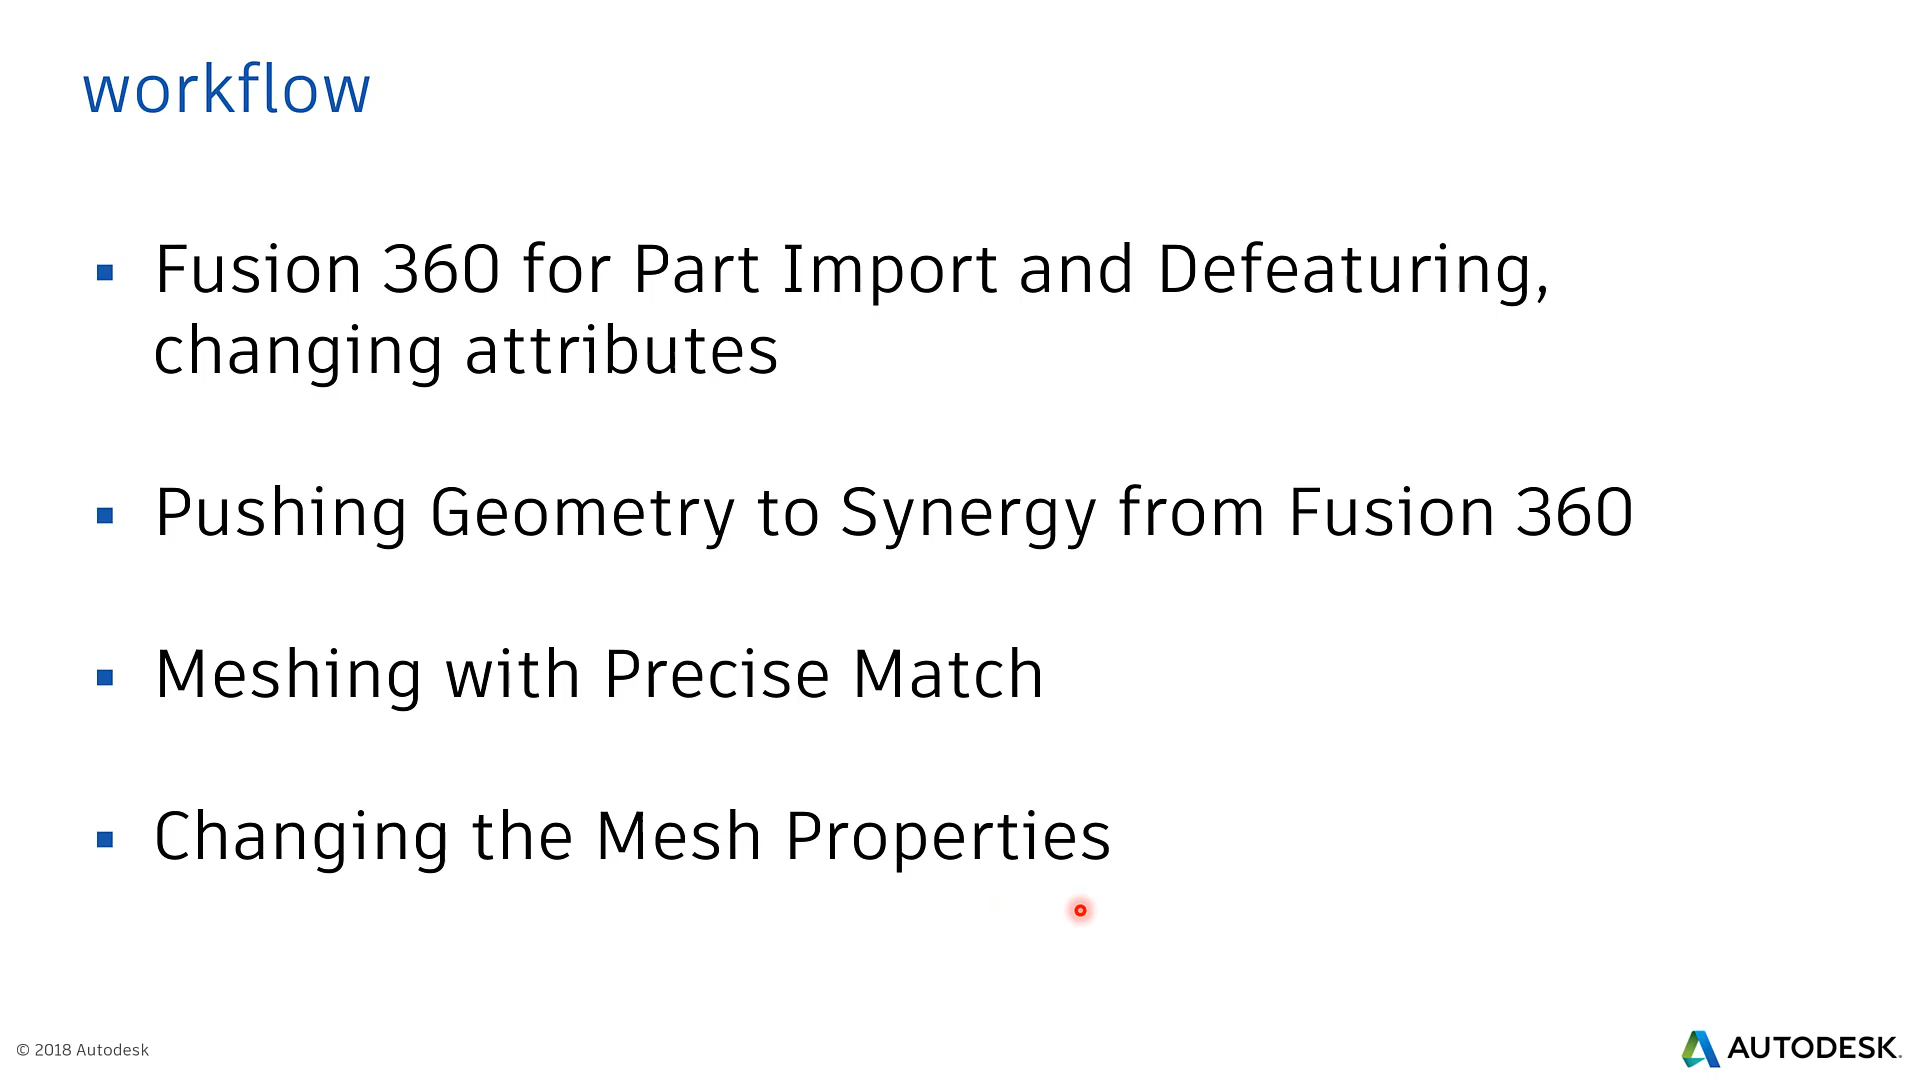 workflow
Fusion 360 for Part Import and Defeaturing,
changing attributes
Pushing Geometry to Synergy from Fusion 360
Meshing with Precise Match
Changing the Mesh Properties
© 2018 Autodesk
AUTODESK.